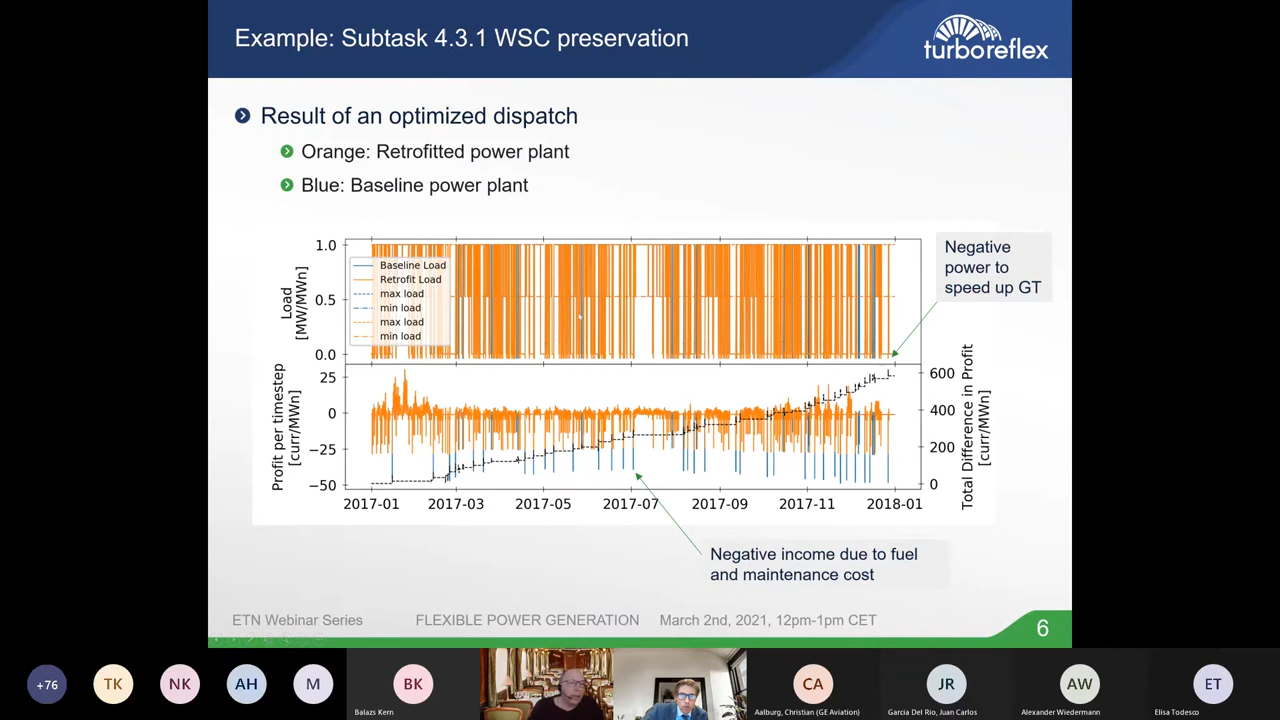 Example: Subtask 4.3.1 WSC preservation
turboreflex
Result of an optimized dispatch
Orange: Retrofitted power plant
Blue: Baseline power plant
Negative
power to
speed up GT
1.0
0.5
0.0
Load
[MW/MWn]
Baseline Load
Retrofit Load
max load
min load
max load
min load
25
0
−25
−50
Profit per timestep
[curr/MWn]
600
400
200
0
Total Difference in Profit
[curr/MWn]
2017-01 2017-03 2017-05 2017-07 2017-09 2017-11 2018-01
Negative income due to fuel
and maintenance cost
ETN Webinar Series FLEXIBLE POWER GENERATION March 2nd, 2021, 12pm-1pm CET
6
+76 TK NK AH M BK CA JR AW ET
Balazs Kern Aalburg, Christian (GE Aviation) Garcia Del Rio, Juan Carlos Alexander Wiedermann Elisa Todesco